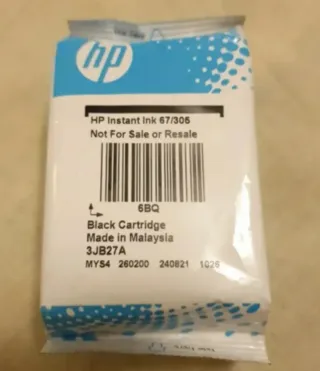 hp
HP Instant Ink 67/305
Not For Sale or Resale
6BQ
Black Cartridge
Made in Malaysia
3JB27A
MYS4 260200 240821 1026